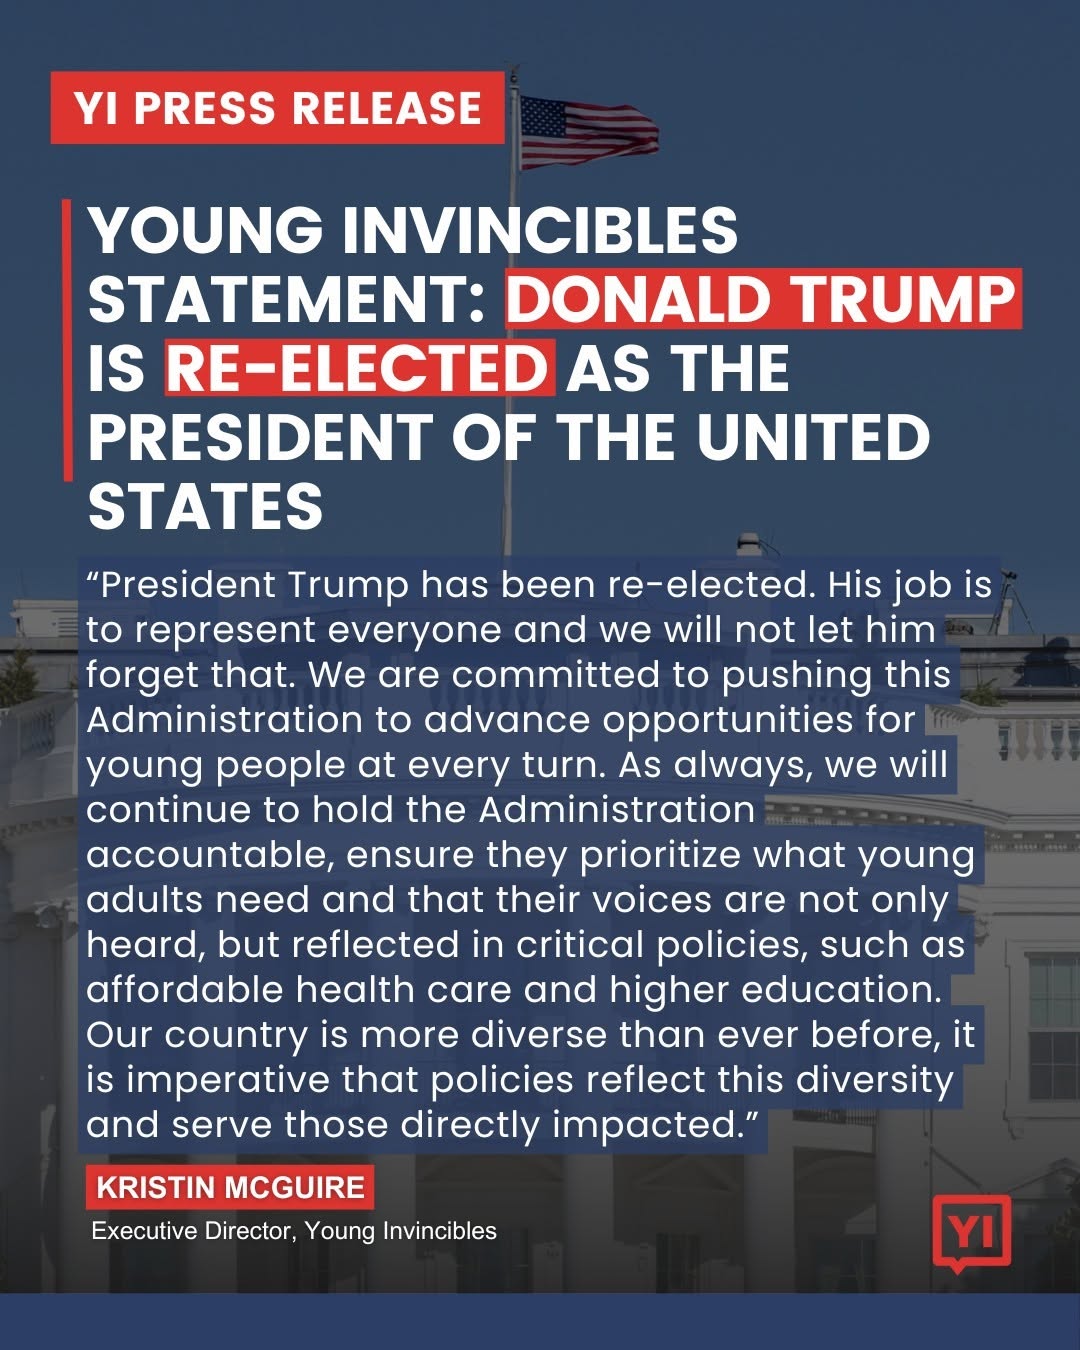 YI PRESS RELEASE
YOUNG INVINCIBLES
STATEMENT: DONALD TRUMP
IS RE-ELECTED AS THE
PRESIDENT OF THE UNITED
STATES
“President Trump has been re-elected. His job is
to represent everyone and we will not let him
forget that. We are committed to pushing this
Administration to advance opportunities for
young people at every turn. As always, we will
continue to hold the Administration
accountable, ensure they prioritize what young
adults need and that their voices are not only
heard, but reflected in critical policies, such as
affordable health care and higher education.
Our country is more diverse than ever before, it
is imperative that policies reflect this diversity
and serve those directly impacted.”
KRISTIN MCGUIRE
Executive Director, Young Invincibles
YI